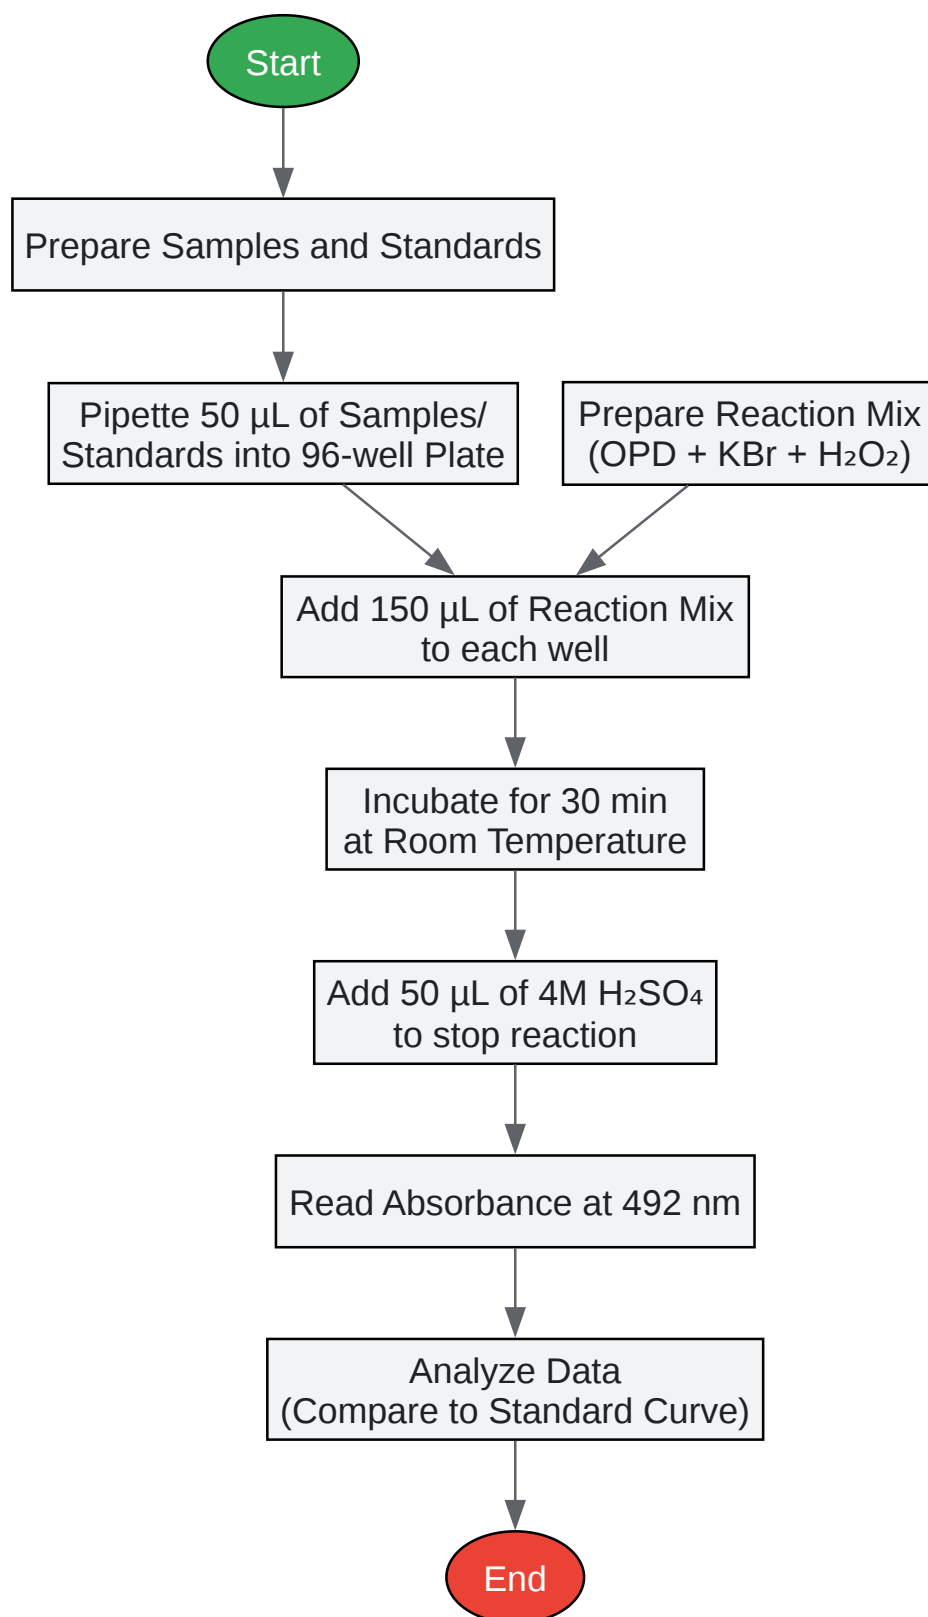 Start
Prepare Samples and Standards
Pipette 50 µL of Samples/
Standards into 96-well Plate
Prepare Reaction Mix
(OPD + KBr + H₂O₂)
Add 150 µL of Reaction Mix
to each well
Incubate for 30 min
at Room Temperature
Add 50 µL of 4M H₂SO₄
to stop reaction
Read Absorbance at 492 nm
Analyze Data
(Compare to Standard Curve)
End